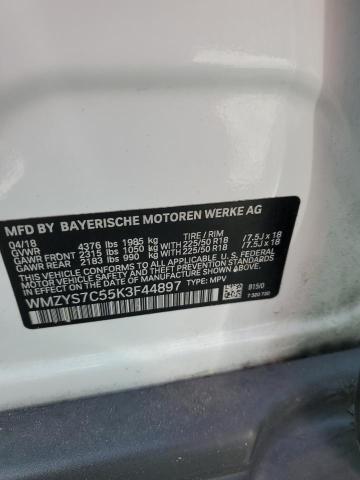 MFD BY BAYERISCHE MOTOREN WERKE AG
04/18 TIRE / RIM
GVWR 4376 lbs 1985 kg
GAWR FRONT 2315 lbs 1050 kg WITH 225/50 R18 /7.5J x 18
GAWR REAR 2183 lbs 990 kg WITH 225/50 R18 /7.5J x 18
THIS VEHICLE CONFORMS TO ALL APPLICABLE U.S. FEDERAL
MOTOR VEHICLE SAFETY AND THEFT PREVENTION STANDARDS
IN EFFECT ON THE DATE OF MANUFACTURE SHOWN ABOVE.
WMZYS7C55K3F44897 TYPE: MPV